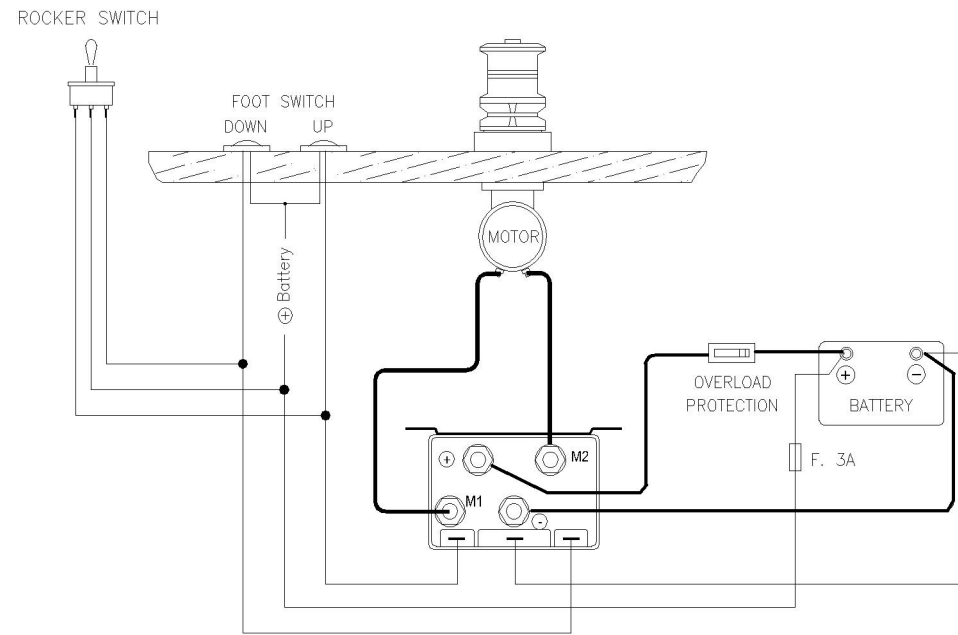 ROCKER SWITCH
FOOT SWITCH
DOWN UP
MOTOR
+ Battery
OVERLOAD
PROTECTION
+ -
BATTERY
F. 3A
+ M2
M1
-